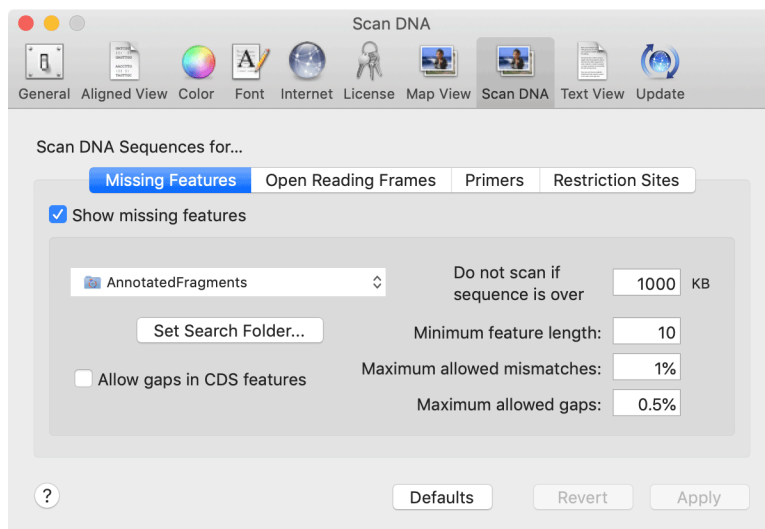 Scan DNA
General Aligned View Color Font Internet License Map View Scan DNA Text View Update
Scan DNA Sequences for...
Missing Features Open Reading Frames Primers Restriction Sites
Show missing features
AnnotatedFragments
Do not scan if
sequence is over
1000 KB
Set Search Folder...
Minimum feature length: 10
Allow gaps in CDS features
Maximum allowed mismatches: 1%
Maximum allowed gaps: 0.5%
? Defaults Revert Apply